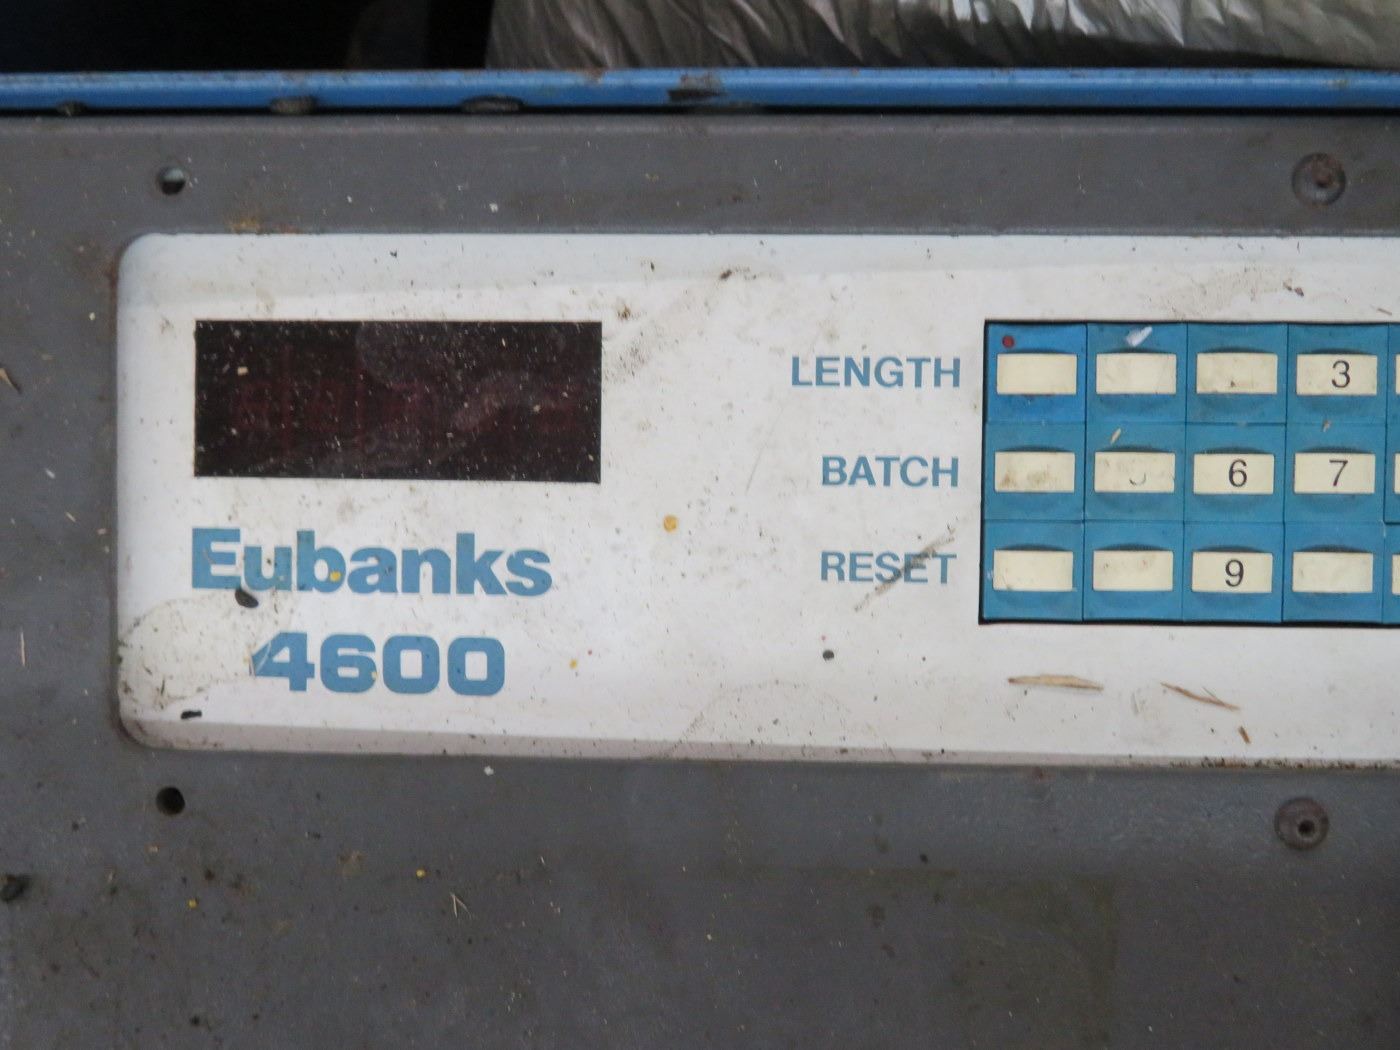 LENGTH 3
BATCH 6 7
RESET 9
Eubanks
4600